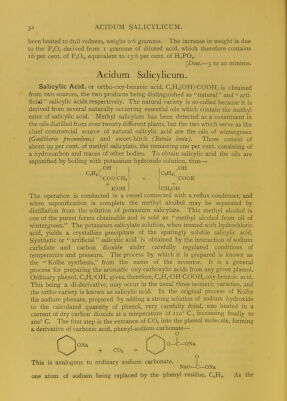 32 ACIDUM SALICYLICUM.
been heated to dull redness, weighs 0·6 gramme. The increase in weight is due
to the P₂O₅ derived from 1 gramme of diluted acid, which therefore contains
10 per cent. of P₂O₅, equivalent to 13·8 per cent. of H₃PO₄.
[Dose.—5 to 20 minims.
Acidum Salicylicum.
Salicylic Acid, or ortho-oxy-benzoic acid, C₆H₄(OH)COOH, is obtained
from two sources, the two products being distinguished as "natural" and "arti-
ficial" salicylic acids respectively. The natural variety is so called because it is
derived from several naturally occurring essential oils which contain the methyl
ester of salicylic acid. Methyl salicylate has been detected as a constituent in
the oils distilled from over twenty different plants, but the two which serve as the
chief commercial source of natural salicylic acid are the oils of wintergreen
(Gaultheria procumbens) and sweet-birch (Betula lenta). These consist of
about 99 per cent. of methyl salicylate, the remaining one per cent. consisting of
a hydrocarbon and traces of other bodies. To obtain salicylic acid the oils are
saponified by boiling with potassium hydroxide solution, thus—
OH OH
C₆H₄ = C₆H₄
COO CH₃ COOK
+ +
KOH CH₃OH
The operation is conducted in a vessel connected with a reflux condenser, and
when saponification is complete the methyl alcohol may be separated by
distillation from the solution of potassium salicylate. This methyl alcohol is
one of the purest forms obtainable and is sold as "methyl alcohol from oil of
wintergreen." The potassium salicylate solution, when treated with hydrochloric
acid, yields a crystalline precipitate of the sparingly soluble salicylic acid.
Synthetic or "artificial" salicylic acid is obtained by the interaction of sodium
carbolate and carbon dioxide under carefully regulated conditions of
temperature and pressure. The process by which it is prepared is known as
the "Kolbe synthesis," from the name of the inventor. It is a general
process for preparing the aromatic oxy-carboxylic acids from any given phenol.
Ordinary phenol, C₆H₅OH, gives, therefore, C₆H₄OH·COOH, oxy-benzoic acid.
This being a di-derivative, may occur in the usual three isomeric varieties, and
the ortho-variety is known as salicylic acid. In the original process of Kolbe
the sodium phenate, prepared by adding a strong solution of sodium hydroxide
to the calculated quantity of phenol, very carefully dried, was heated in a
current of dry carbon dioxide at a temperature of 110° C., increasing finally to
200° C. The first step is the entrance of CO₂ into the phenol molecule, forming
a derivative of carbonic acid, phenyl-sodium carbonate—
O
ONa + CO₂ = O—C—ONa
O
This is analogous to ordinary sodium carbonate,
NaO—C—ONa
one atom of sodium being replaced by the phenyl residue, C₆H₅. As the